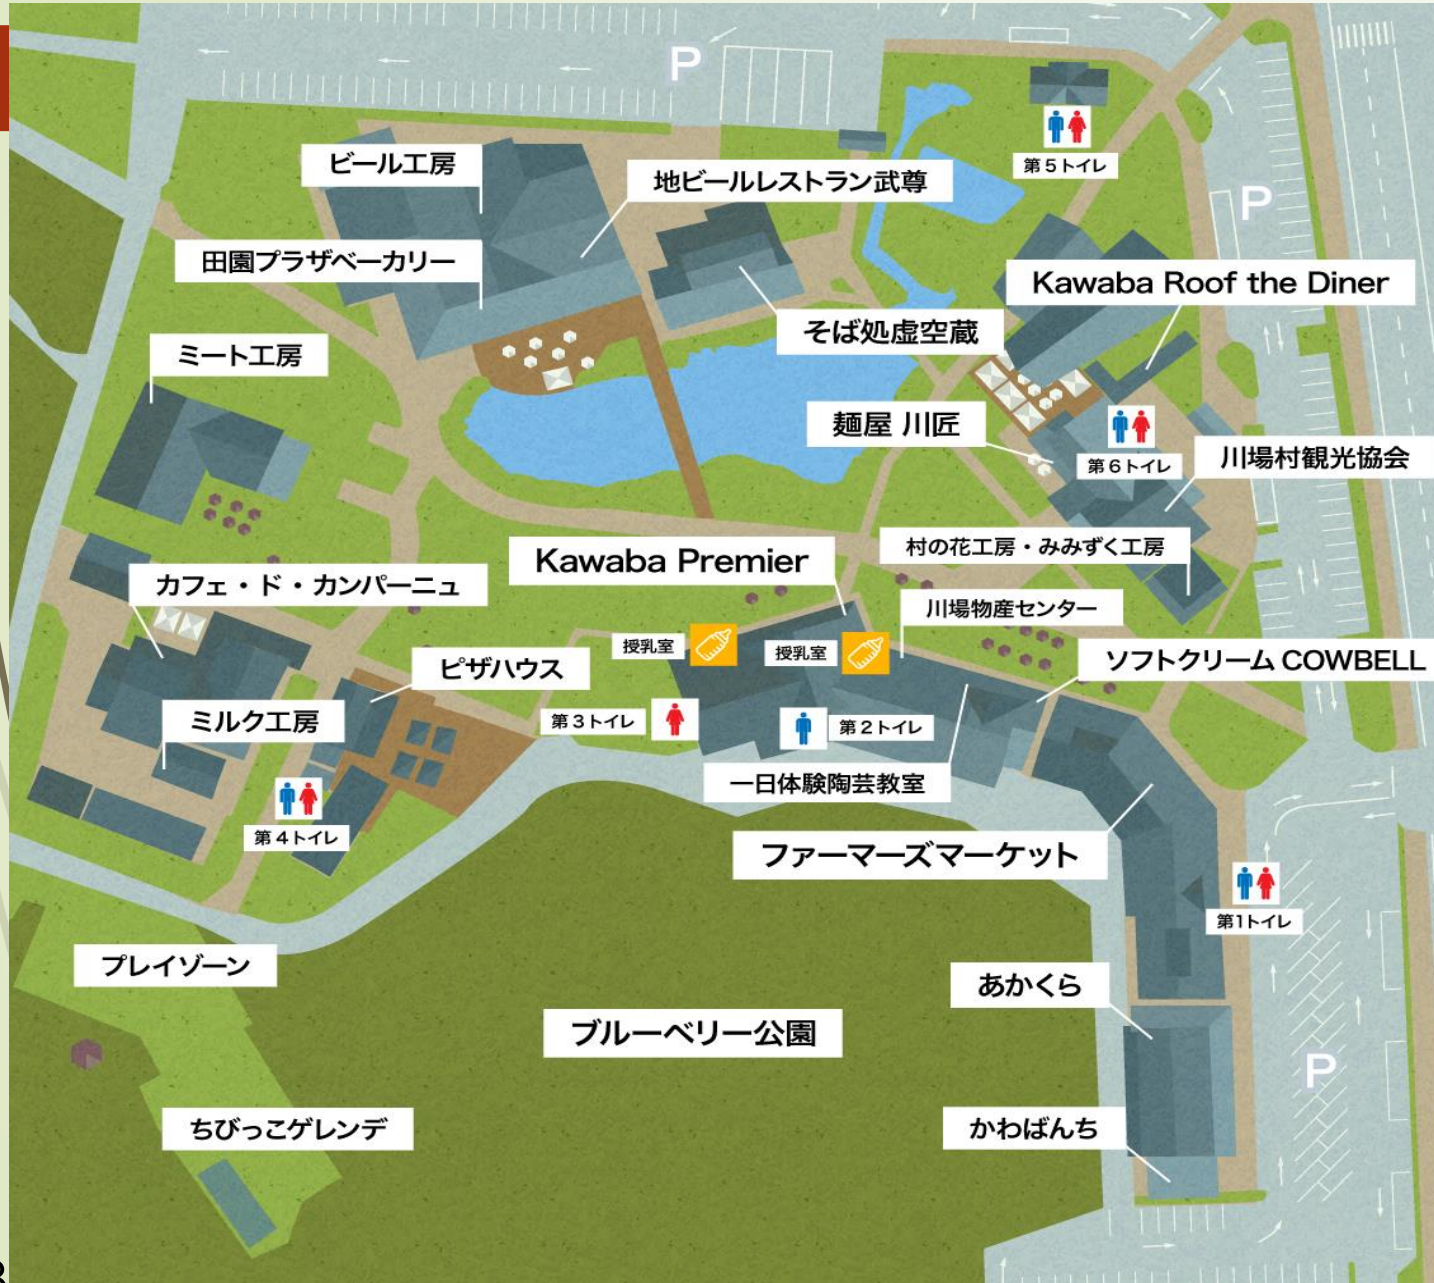 P
第5トイレ
ビール工房
地ビールレストラン武尊
P
田園プラザベーカリー
Kawaba Roof the Diner
そば処虚空蔵
ミート工房
麺屋 川匠
第6トイレ
川場村観光協会
Kawaba Premier
村の花工房・みみずく工房
カフェ・ド・カンパーニュ
川場物産センター
授乳室
授乳室
ピザハウス
ソフトクリーム COWBELL
ミルク工房
第3トイレ
第2トイレ
一日体験陶芸教室
第4トイレ
ファーマーズマーケット
第1トイレ
プレイゾーン
あかくら
ブルーベリー公園
P
ちびっこゲレンデ
かわばんち